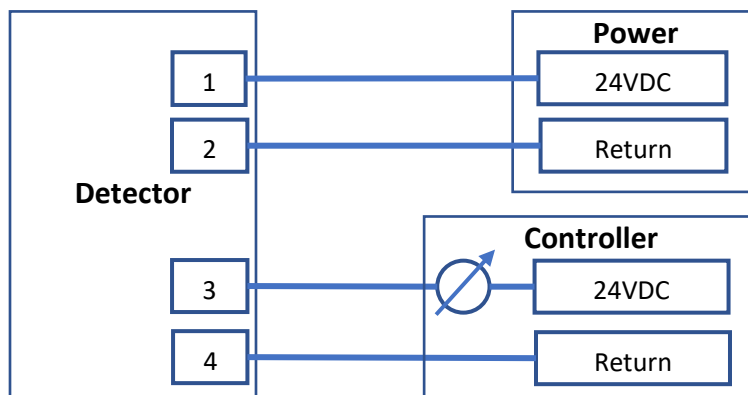 Power
1
24VDC
2
Return
Detector
Controller
3
24VDC
4
Return